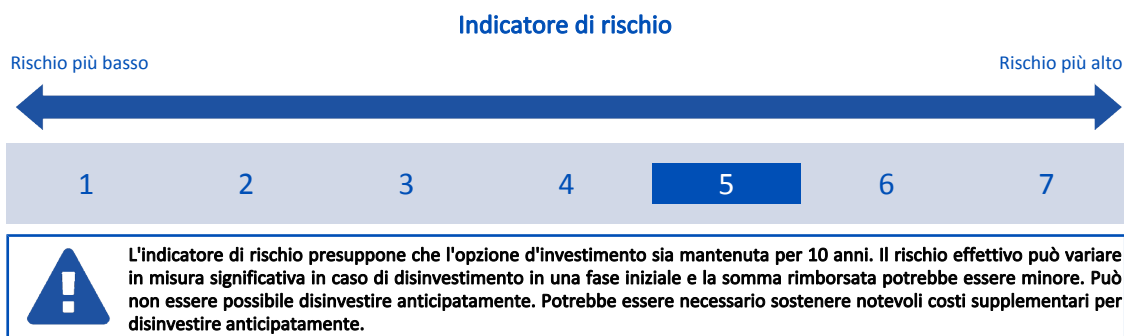 Indicatore di rischio
Rischio più basso Rischio più alto
1 2 3 4 5 6 7
L'indicatore di rischio presuppone che l'opzione d'investimento sia mantenuta per 10 anni. Il rischio effettivo può variare
in misura significativa in caso di disinvestimento in una fase iniziale e la somma rimborsata potrebbe essere minore. Può
non essere possibile disinvestire anticipatamente. Potrebbe essere necessario sostenere notevoli costi supplementari per
disinvestire anticipatamente.